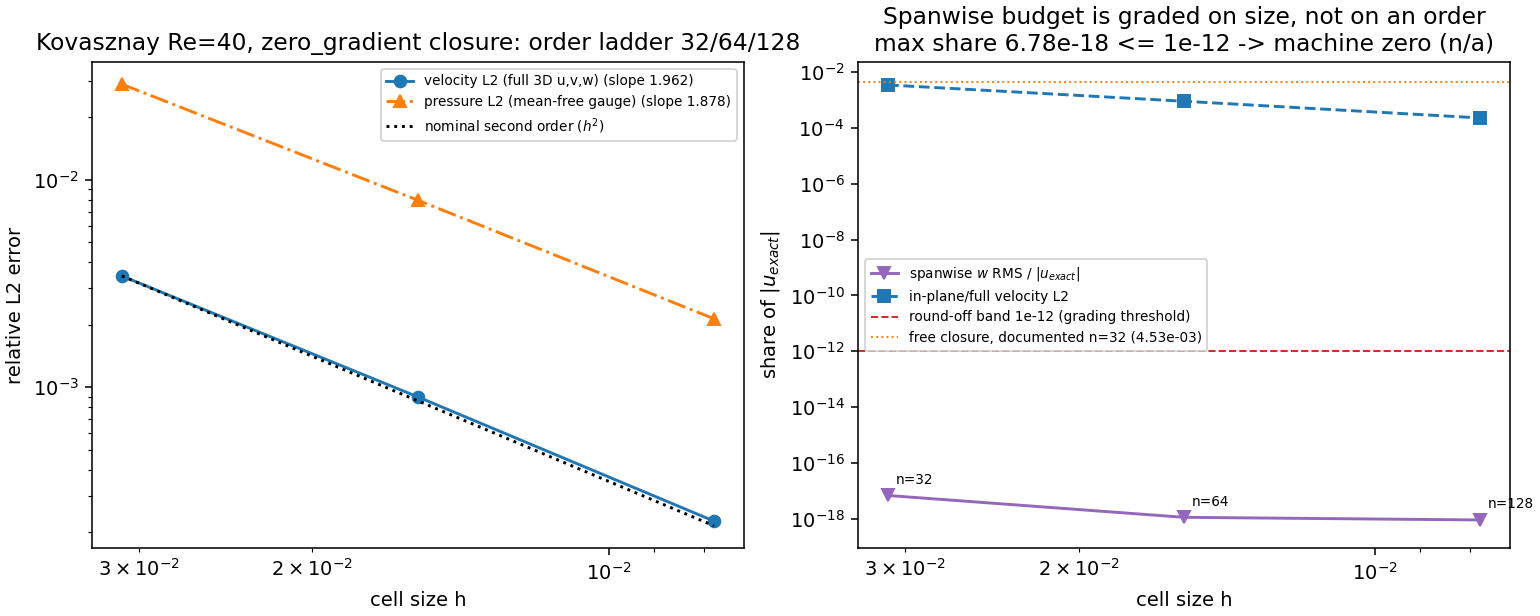 Kovasznay Re=40, zero_gradient closure: order ladder 32/64/128
velocity L2 (full 3D u,v,w) (slope 1.962)
pressure L2 (mean-free gauge) (slope 1.878)
nominal second order (h²)
relative L2 error
10⁻²
10⁻³
3 × 10⁻²
2 × 10⁻²
10⁻²
cell size h
Spanwise budget is graded on size, not on an order
max share 6.78e-18 <= 1e-12 -> machine zero (n/a)
share of |u_exact|
10⁻²
10⁻⁴
10⁻⁶
10⁻⁸
10⁻¹⁰
10⁻¹²
10⁻¹⁴
10⁻¹⁶
10⁻¹⁸
spanwise w RMS / |u_exact|
in-plane/full velocity L2
round-off band 1e-12 (grading threshold)
free closure, documented n=32 (4.53e-03)
n=32
n=64
n=128
3 × 10⁻²
2 × 10⁻²
10⁻²
cell size h